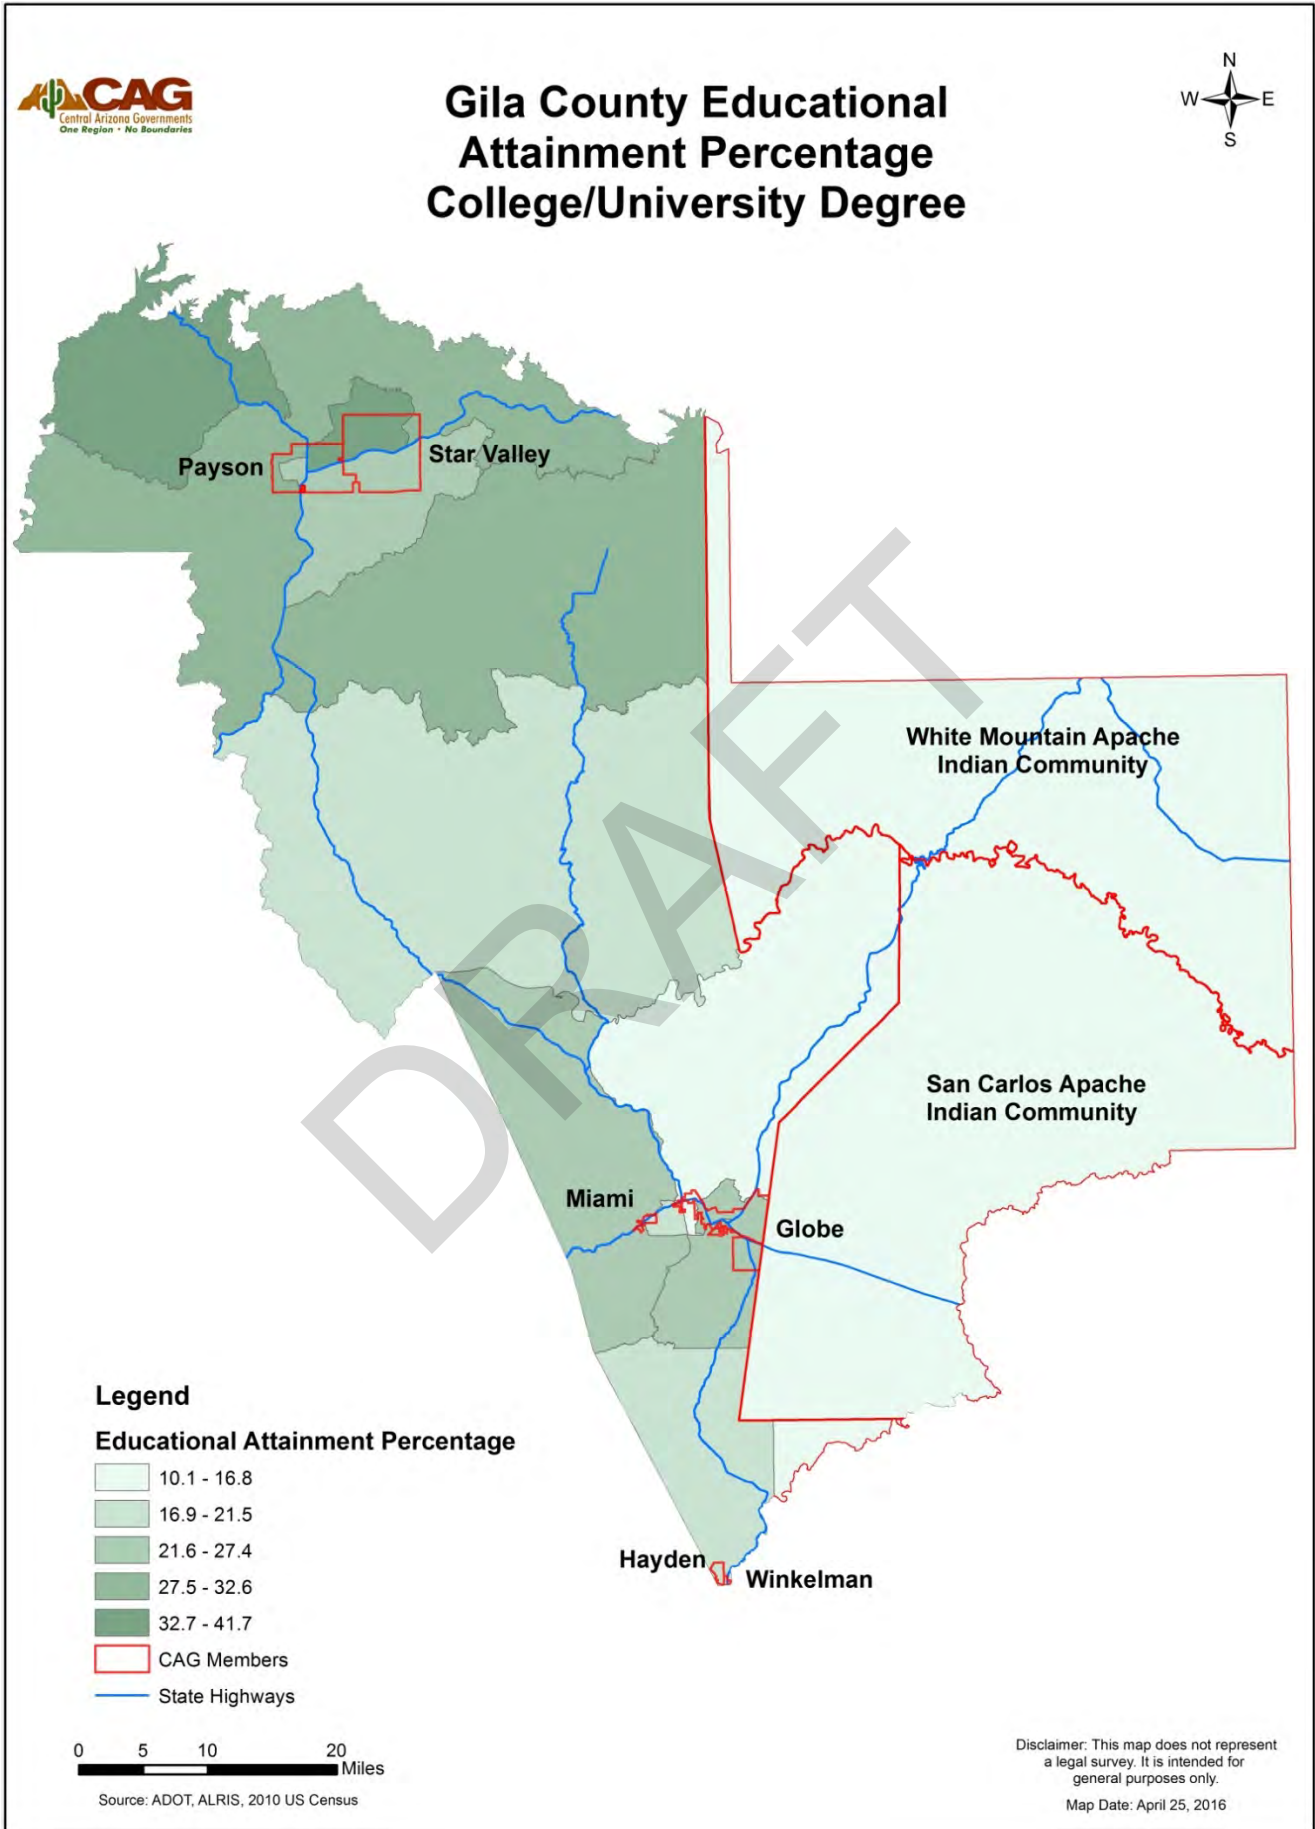 CAG
Central Arizona Governments
One Region • No Boundaries
Gila County Educational
Attainment Percentage
College/University Degree
N
W E
S
Payson
Star Valley
White Mountain Apache
Indian Community
DRAFT
San Carlos Apache
Indian Community
Miami
Globe
Hayden
Winkelman
Legend
Educational Attainment Percentage
10.1 - 16.8
16.9 - 21.5
21.6 - 27.4
27.5 - 32.6
32.7 - 41.7
CAG Members
State Highways
0 5 10 20
Miles
Source: ADOT, ALRIS, 2010 US Census
Disclaimer: This map does not represent
a legal survey. It is intended for
general purposes only.
Map Date: April 25, 2016